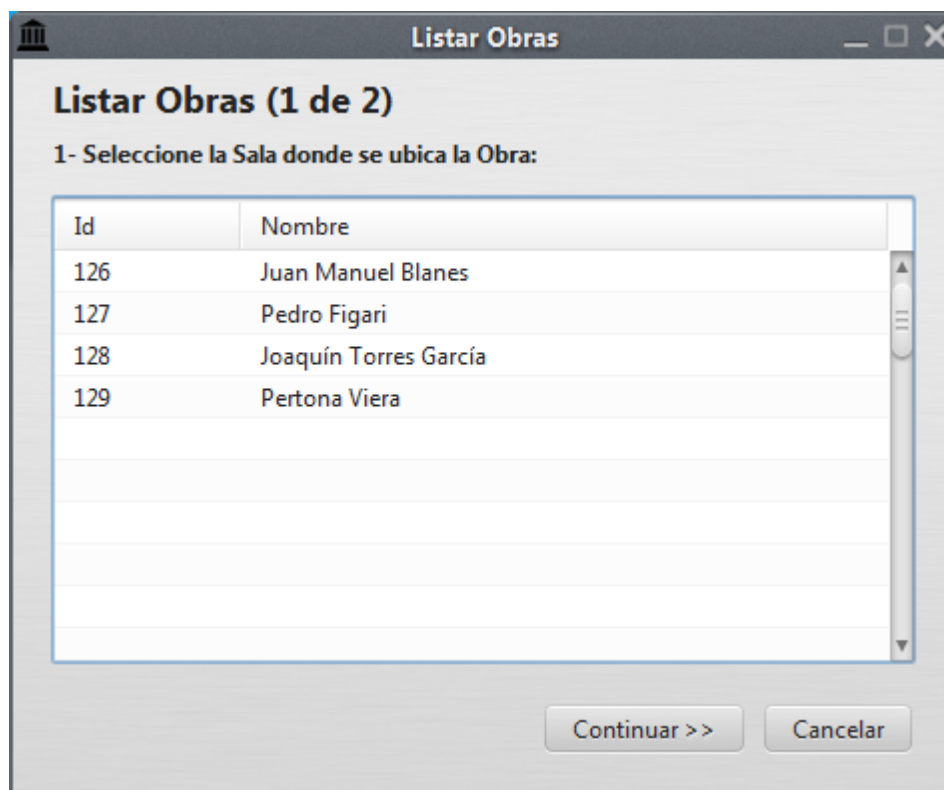 Listar Obras
Listar Obras (1 de 2)
1- Seleccione la Sala donde se ubica la Obra:
Id Nombre
126 Juan Manuel Blanes
127 Pedro Figari
128 Joaquín Torres García
129 Pertona Viera
Continuar >> Cancelar